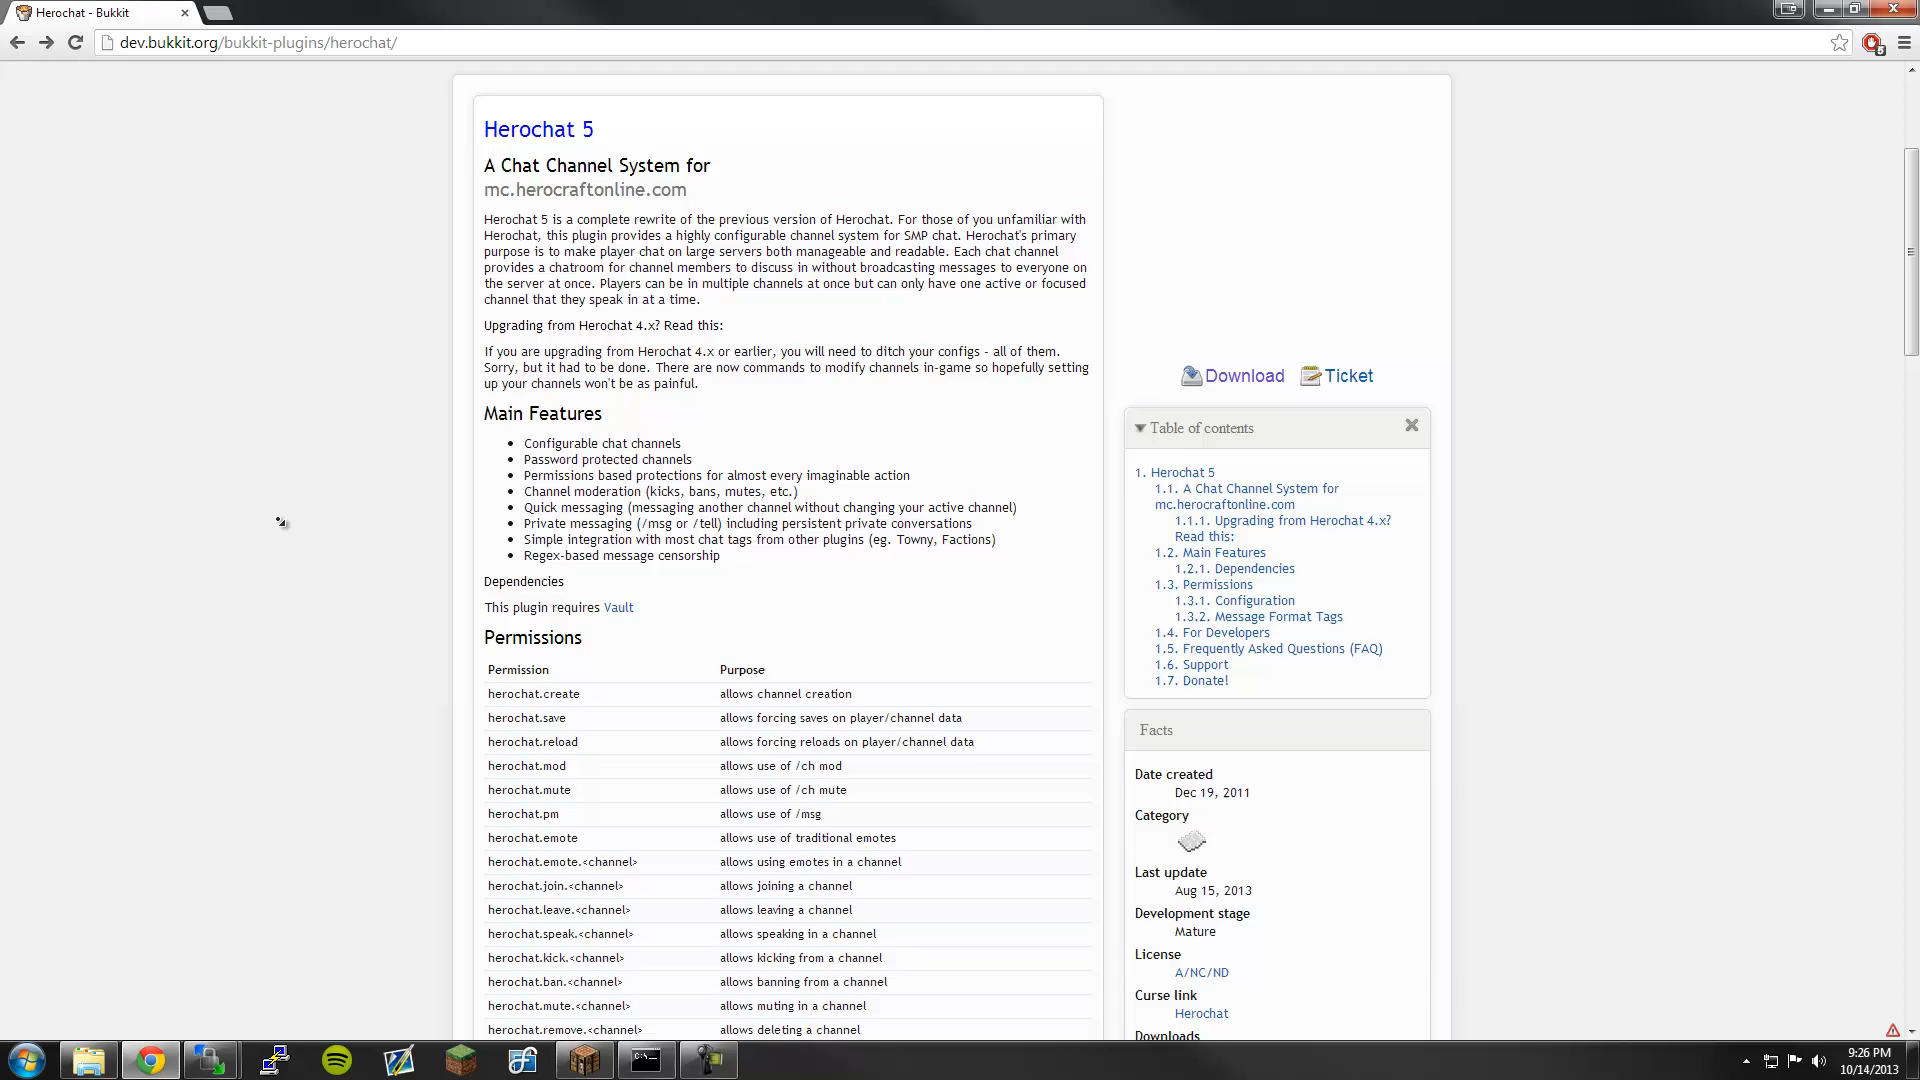 Herochat - Bukkit
dev.bukkit.org/bukkit-plugins/herochat/
Herochat 5
A Chat Channel System for
mc.herocraftonline.com
Herochat 5 is a complete rewrite of the previous version of Herochat. For those of you unfamiliar with
Herochat, this plugin provides a highly configurable channel system for SMP chat. Herochat's primary
purpose is to make player chat on large servers both manageable and readable. Each chat channel
provides a chatroom for channel members to discuss in without broadcasting messages to everyone on
the server at once. Players can be in multiple channels at once but can only have one active or focused
channel that they speak in at a time.
Upgrading from Herochat 4.x? Read this:
If you are upgrading from Herochat 4.x or earlier, you will need to ditch your configs - all of them.
Sorry, but it had to be done. There are now commands to modify channels in-game so hopefully setting
up your channels won't be as painful.
Main Features
• Configurable chat channels
• Password protected channels
• Permissions based protections for almost every imaginable action
• Channel moderation (kicks, bans, mutes, etc.)
• Quick messaging (messaging another channel without changing your active channel)
• Private messaging (/msg or /tell) including persistent private conversations
• Simple integration with most chat tags from other plugins (eg. Towny, Factions)
• Regex-based message censorship
Dependencies
This plugin requires Vault
Permissions
Permission Purpose
herochat.create allows channel creation
herochat.save allows forcing saves on player/channel data
herochat.reload allows forcing reloads on player/channel data
herochat.mod allows use of /ch mod
herochat.mute allows use of /ch mute
herochat.pm allows use of /msg
herochat.emote allows use of traditional emotes
herochat.emote.<channel> allows using emotes in a channel
herochat.join.<channel> allows joining a channel
herochat.leave.<channel> allows leaving a channel
herochat.speak.<channel> allows speaking in a channel
herochat.kick.<channel> allows kicking from a channel
herochat.ban.<channel> allows banning from a channel
herochat.mute.<channel> allows muting in a channel
herochat.remove.<channel> allows deleting a channel
Download Ticket
Table of contents
1. Herochat 5
1.1. A Chat Channel System for
mc.herocraftonline.com
1.1.1. Upgrading from Herochat 4.x?
Read this:
1.2. Main Features
1.2.1. Dependencies
1.3. Permissions
1.3.1. Configuration
1.3.2. Message Format Tags
1.4. For Developers
1.5. Frequently Asked Questions (FAQ)
1.6. Support
1.7. Donate!
Facts
Date created
Dec 19, 2011
Category
Last update
Aug 15, 2013
Development stage
Mature
License
A/NC/ND
Curse link
Herochat
Downloads
9:26 PM
10/14/2013